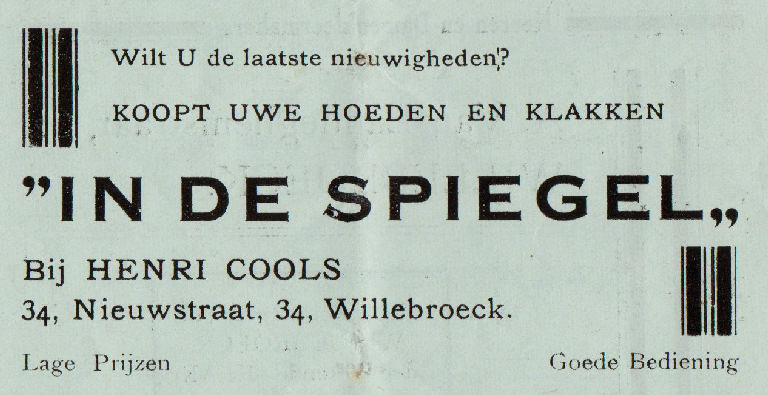 Wilt U de laatste nieuwigheden'?
KOOPT UWE HOEDEN EN KLAKKEN
”IN DE SPIEGEL„
Bij HENRI COOLS
34, Nieuwstraat, 34, Willebroeck.
Lage Prijzen
Goede Bediening